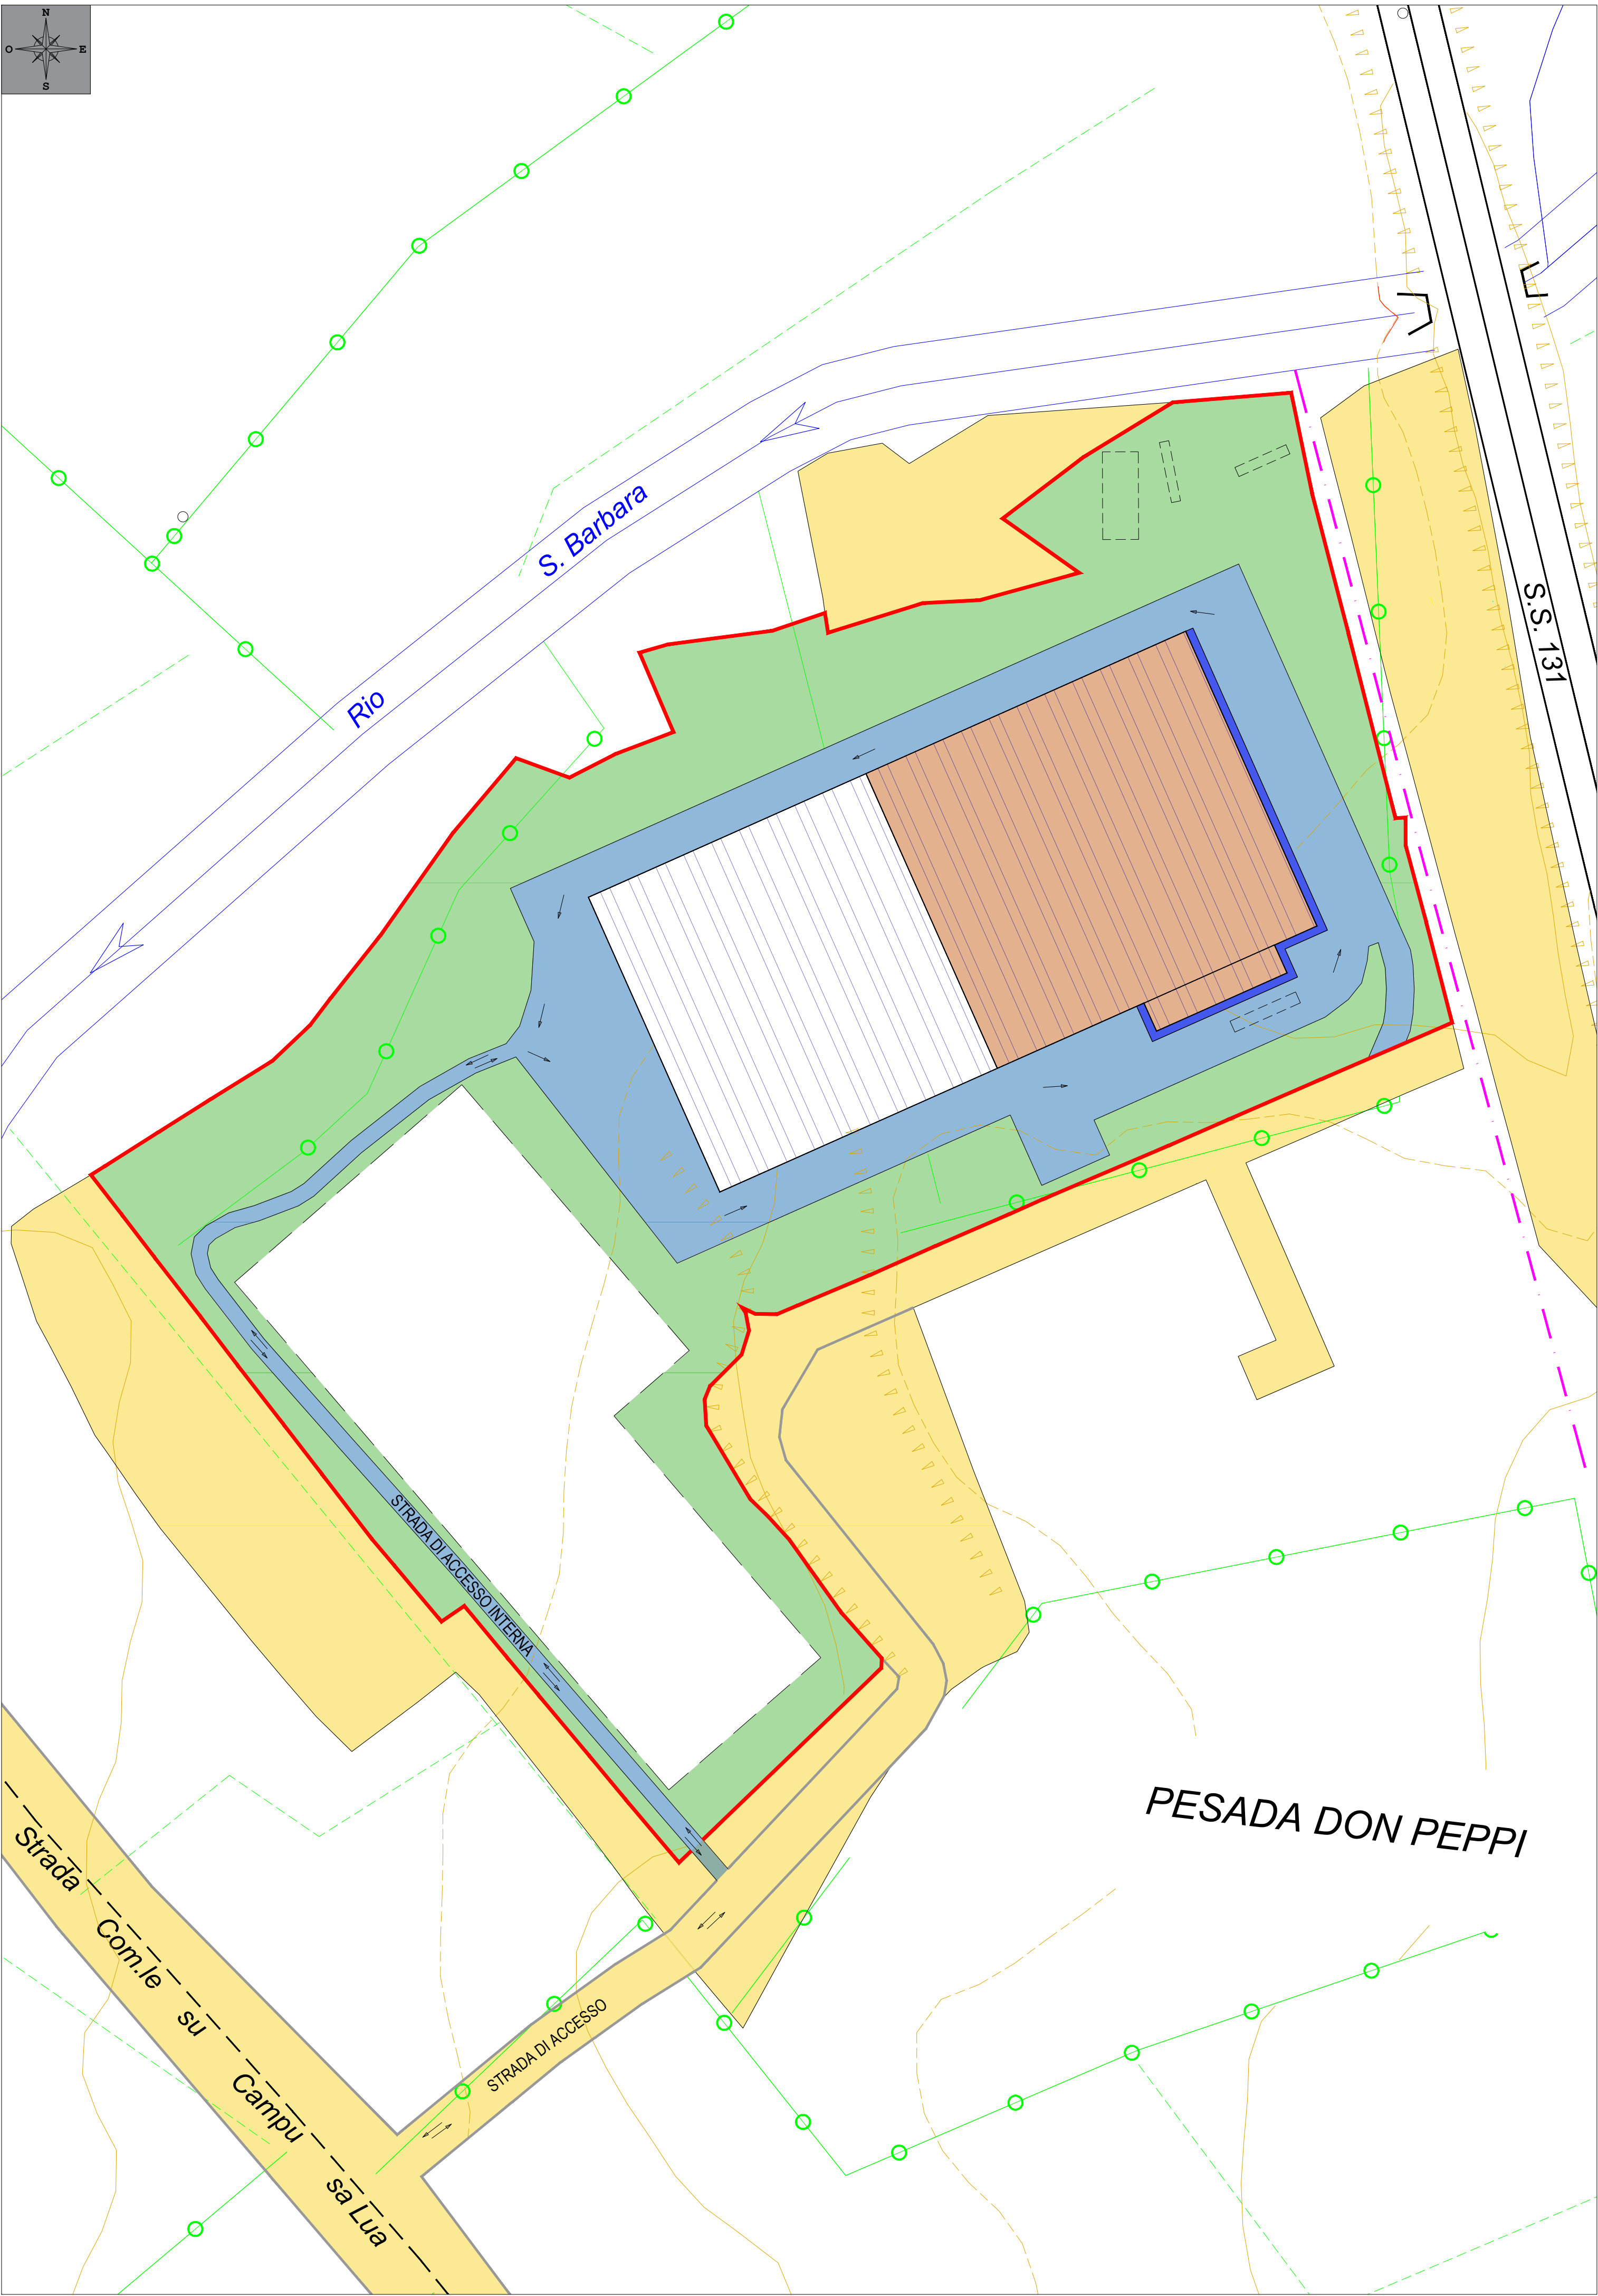 N
O E
S
S. Barbara
Rio
S.S. 131
STRADA DI ACCESSO INTERNA
PESADA DON PEPPI
STRADA DI ACCESSO
Strada Com.le su Campu sa Lua